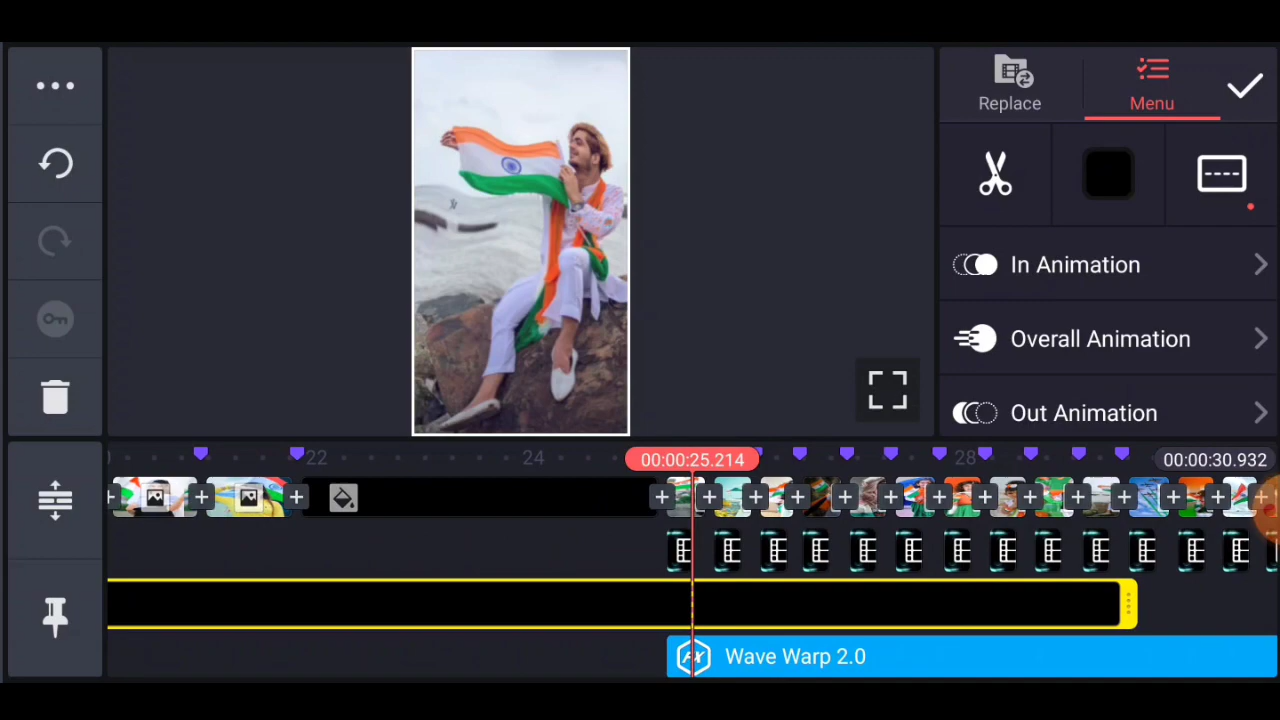 Replace
Menu
In Animation
Overall Animation
Out Animation
22
24
00:00:25.214
28
00:00:30.932
FX
Wave Warp 2.0